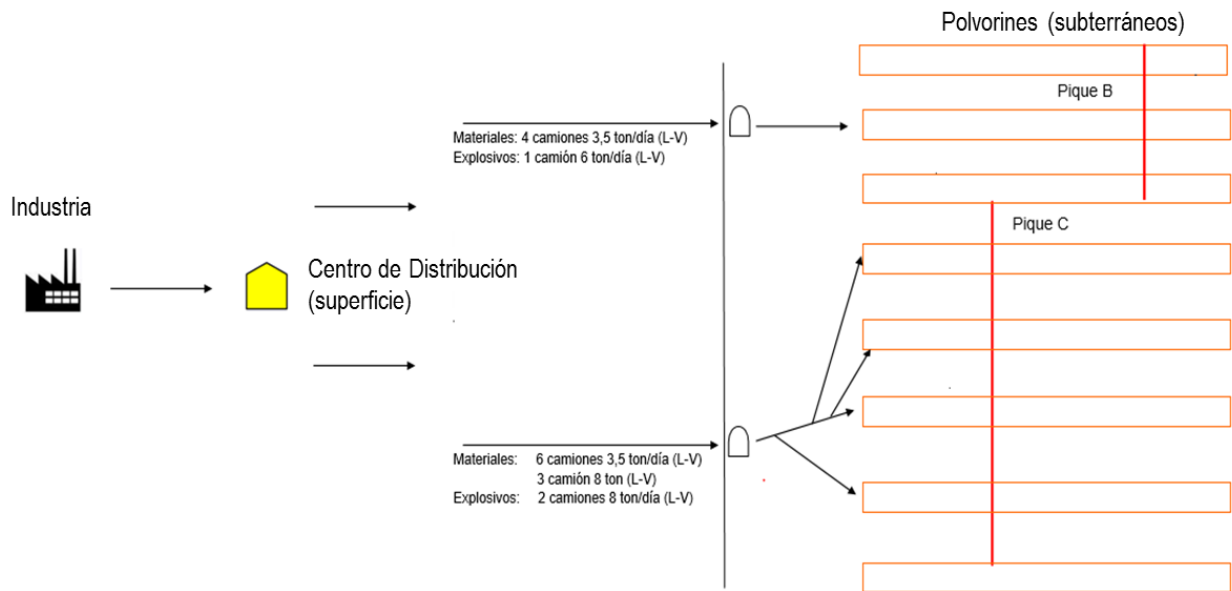 Polvorines (subterráneos)
Pique B
Materiales: 4 camiones 3,5 ton/día (L-V)
Explosivos: 1 camión 6 ton/día (L-V)
Industria
Pique C
Centro de Distribución
(superficie)
Materiales: 6 camiones 3,5 ton/día (L-V)
3 camión 8 ton (L-V)
Explosivos: 2 camiones 8 ton/día (L-V)